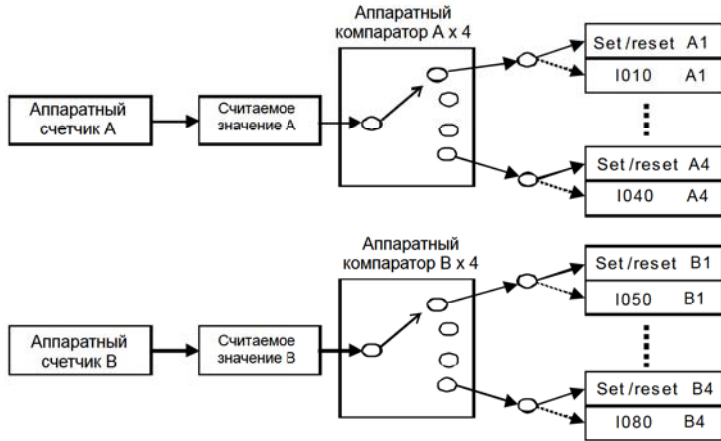 Аппаратный
компаратор A x 4
Set/reset A1
I010 A1
Аппаратный
счетчик A
Считаемое
значение A
Set/reset A4
I040 A4
Аппаратный
компаратор B x 4
Set/reset B1
I050 B1
Аппаратный
счетчик B
Считаемое
значение B
Set/reset B4
I080 B4